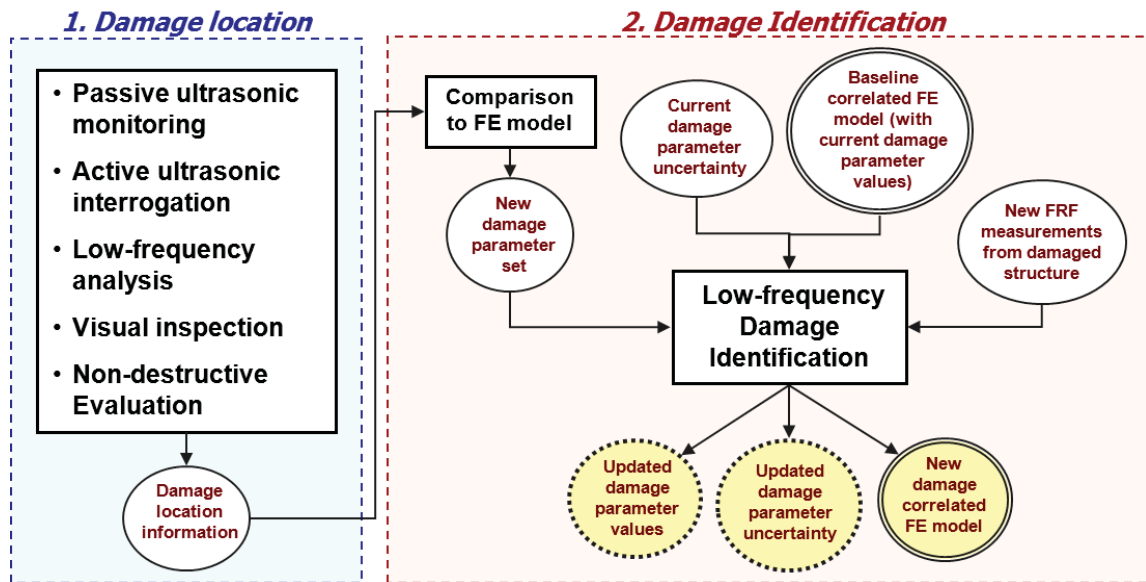 1. Damage location
• Passive ultrasonic
monitoring
• Active ultrasonic
interrogation
• Low-frequency
analysis
• Visual inspection
• Non-destructive
Evaluation
Damage
location
information
2. Damage Identification
Comparison
to FE model
New
damage
parameter
set
Current
damage
parameter
uncertainty
Baseline
correlated FE
model (with
current damage
parameter
values)
New FRF
measurements
from damaged
structure
Low-frequency
Damage
Identification
Updated
damage
parameter
values
Updated
damage
parameter
uncertainty
New
damage
correlated
FE model